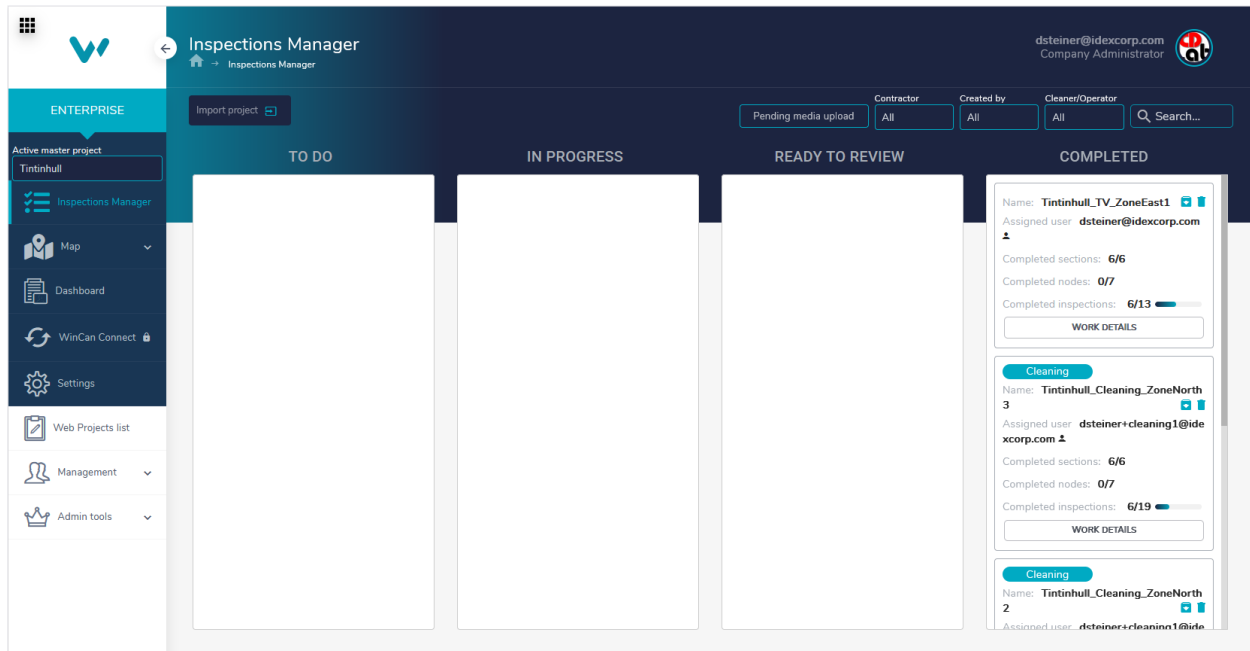 Inspections Manager
→ Inspections Manager
dsteiner@idexcorp.com
Company Administrator
ENTERPRISE
Active master project
Tintinhull
Inspections Manager
Map
Dashboard
WinCan Connect
Settings
Web Projects list
Management
Admin tools
Import project
Pending media upload
Contractor
All
Created by
All
Cleaner/Operator
All
Search...
TO DO
IN PROGRESS
READY TO REVIEW
COMPLETED
Name: Tintinhull_TV_ZoneEast1
Assigned user dsteiner@idexcorp.com
Completed sections: 6/6
Completed nodes: 0/7
Completed inspections: 6/13
WORK DETAILS
Cleaning
Name: Tintinhull_Cleaning_ZoneNorth
3
Assigned user dsteiner+cleaning1@ide
xcorp.com
Completed sections: 6/6
Completed nodes: 0/7
Completed inspections: 6/19
WORK DETAILS
Cleaning
Name: Tintinhull_Cleaning_ZoneNorth
2
Assigned user dsteiner+cleaning1@ide